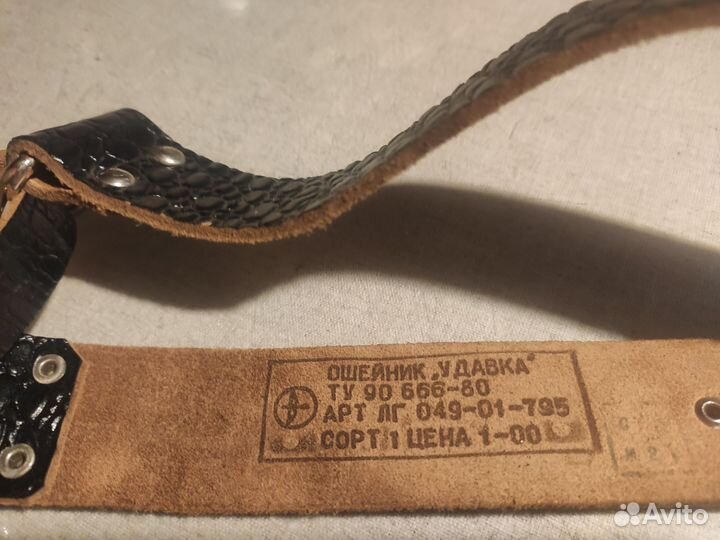 ОШЕЙНИК „УДАВКА"
ТУ 90 666-80
АРТ ЛГ. 049-01-795
СОРТ 1 ЦЕНА 1-00
Avito